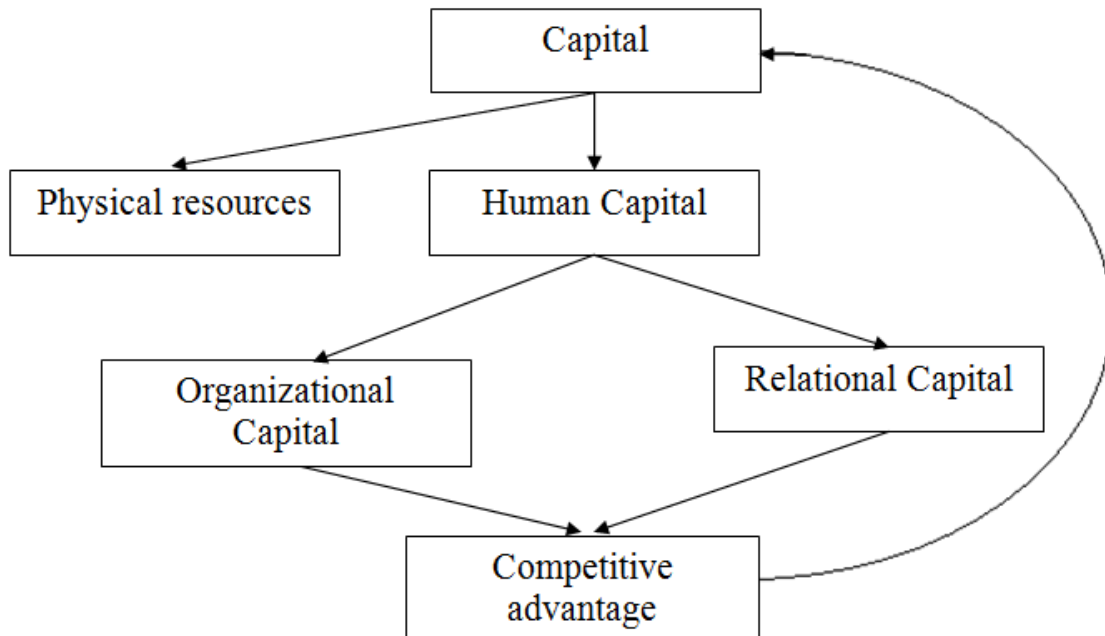 Capital
Physical resources
Human Capital
Organizational
Capital
Relational Capital
Competitive
advantage